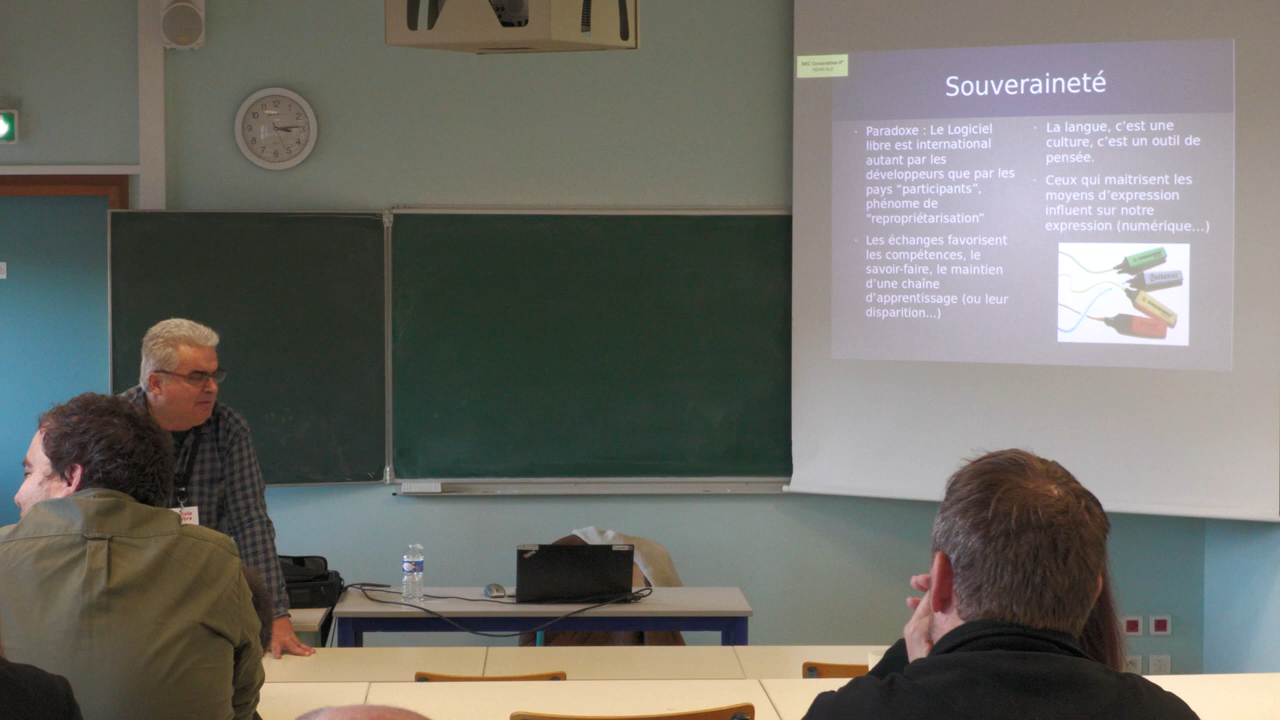 Souveraineté
· Paradoxe : Le Logiciel
libre est international
autant par les
développeurs que par les
pays “participants”,
phénome de
“repropriétarisation”
· Les échanges favorisent
les compétences, le
savoir-faire, le maintien
d’une chaîne
d’apprentissage (ou leur
disparition...)
· La langue, c’est une
culture, c’est un outil de
pensée.
· Ceux qui maitrisent les
moyens d’expression
influent sur notre
expression (numérique...)